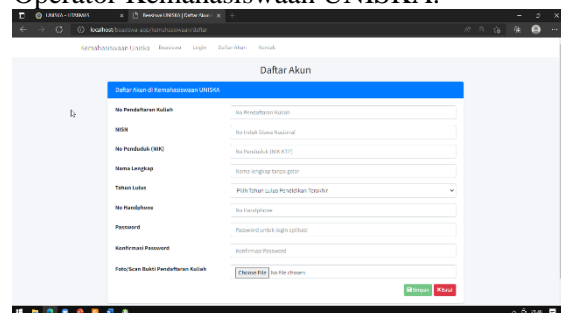 Operator Kemahasiswaan UNISKA.
UNISKA - UTAMAS
Beasiswa UNISKA | Daftar Akun
localhost/beasiswa-app/kemahasiswaan/daftar
Kemahasiswaan Uniska Beasiswa Login Daftar Akun Kontak
Daftar Akun
Daftar Akun di Kemahasiswaan UNISKA
No Pendaftaran Kuliah
No Pendaftaran Kuliah
NISN
No Induk Siswa Nasional
No Penduduk (NIK)
No Penduduk (NIK KTP)
Nama Lengkap
Nama lengkap tanpa gelar
Tahun Lulus
Pilih Tahun Lulus Pendidikan Terakhir
No Handphone
No Handphone
Password
Password untuk login aplikasi
Konfirmasi Password
Konfirmasi Password
Foto/Scan Bukti Pendaftaran Kuliah
Choose File No file chosen
Simpan Batal